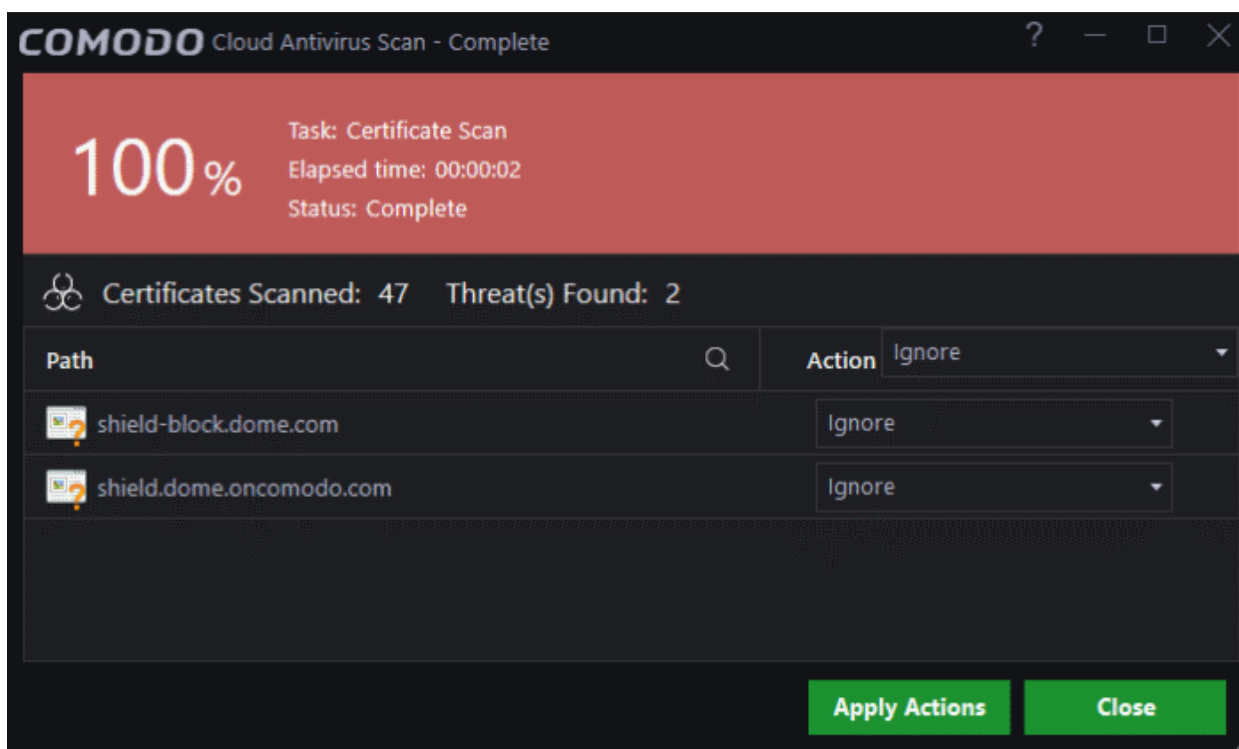 COMODO Cloud Antivirus Scan - Complete ?
100 %
Task: Certificate Scan
Elapsed time: 00:00:02
Status: Complete
Certificates Scanned: 47 Threat(s) Found: 2
Path Action Ignore
shield-block.dome.com Ignore
shield.dome.oncomodo.com Ignore
Apply Actions Close